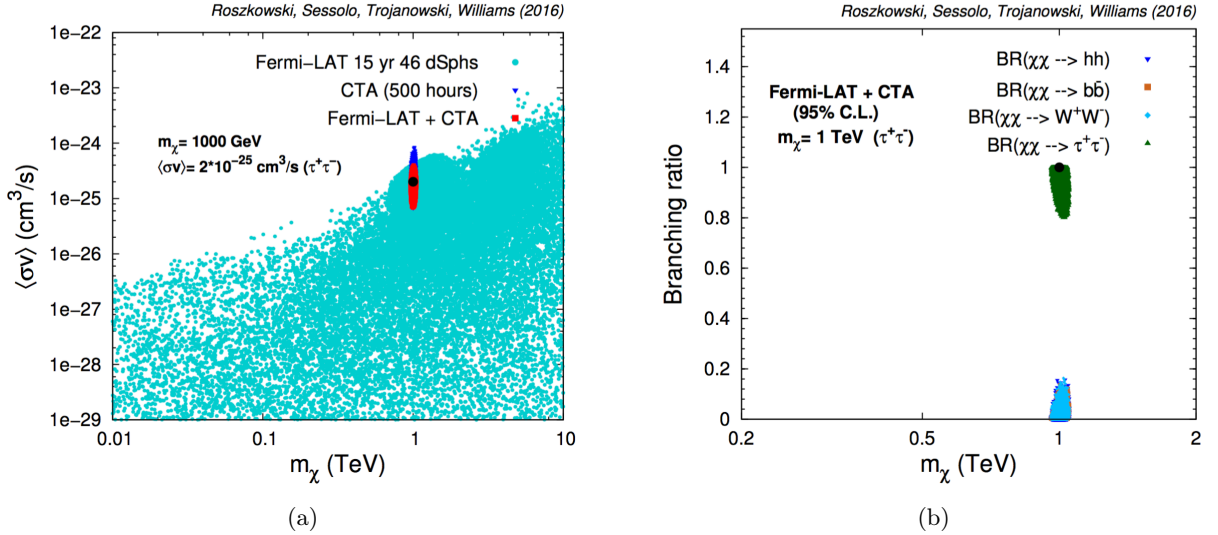 Roszkowski, Sessolo, Trojanowski, Williams (2016)
1e−22
1e−23
1e−24
1e−25
1e−26
1e−27
1e−28
1e−29
⟨σv⟩ (cm³/s)
Fermi−LAT 15 yr 46 dSphs
CTA (500 hours)
Fermi−LAT + CTA
mχ= 1000 GeV
⟨σv⟩= 2*10⁻²⁵ cm³/s (τ⁺τ⁻)
0.01 0.1 1 10
mχ (TeV)
(a)
Roszkowski, Sessolo, Trojanowski, Williams (2016)
1.4
1.2
1
0.8
0.6
0.4
0.2
0
Branching ratio
BR(χχ −−> hh)
BR(χχ −−> bb̄)
BR(χχ −−> W⁺W⁻)
BR(χχ −−> τ⁺τ⁻)
Fermi-LAT + CTA
(95% C.L.)
mχ= 1 TeV (τ⁺τ⁻)
0.2 0.5 1 2
mχ (TeV)
(b)